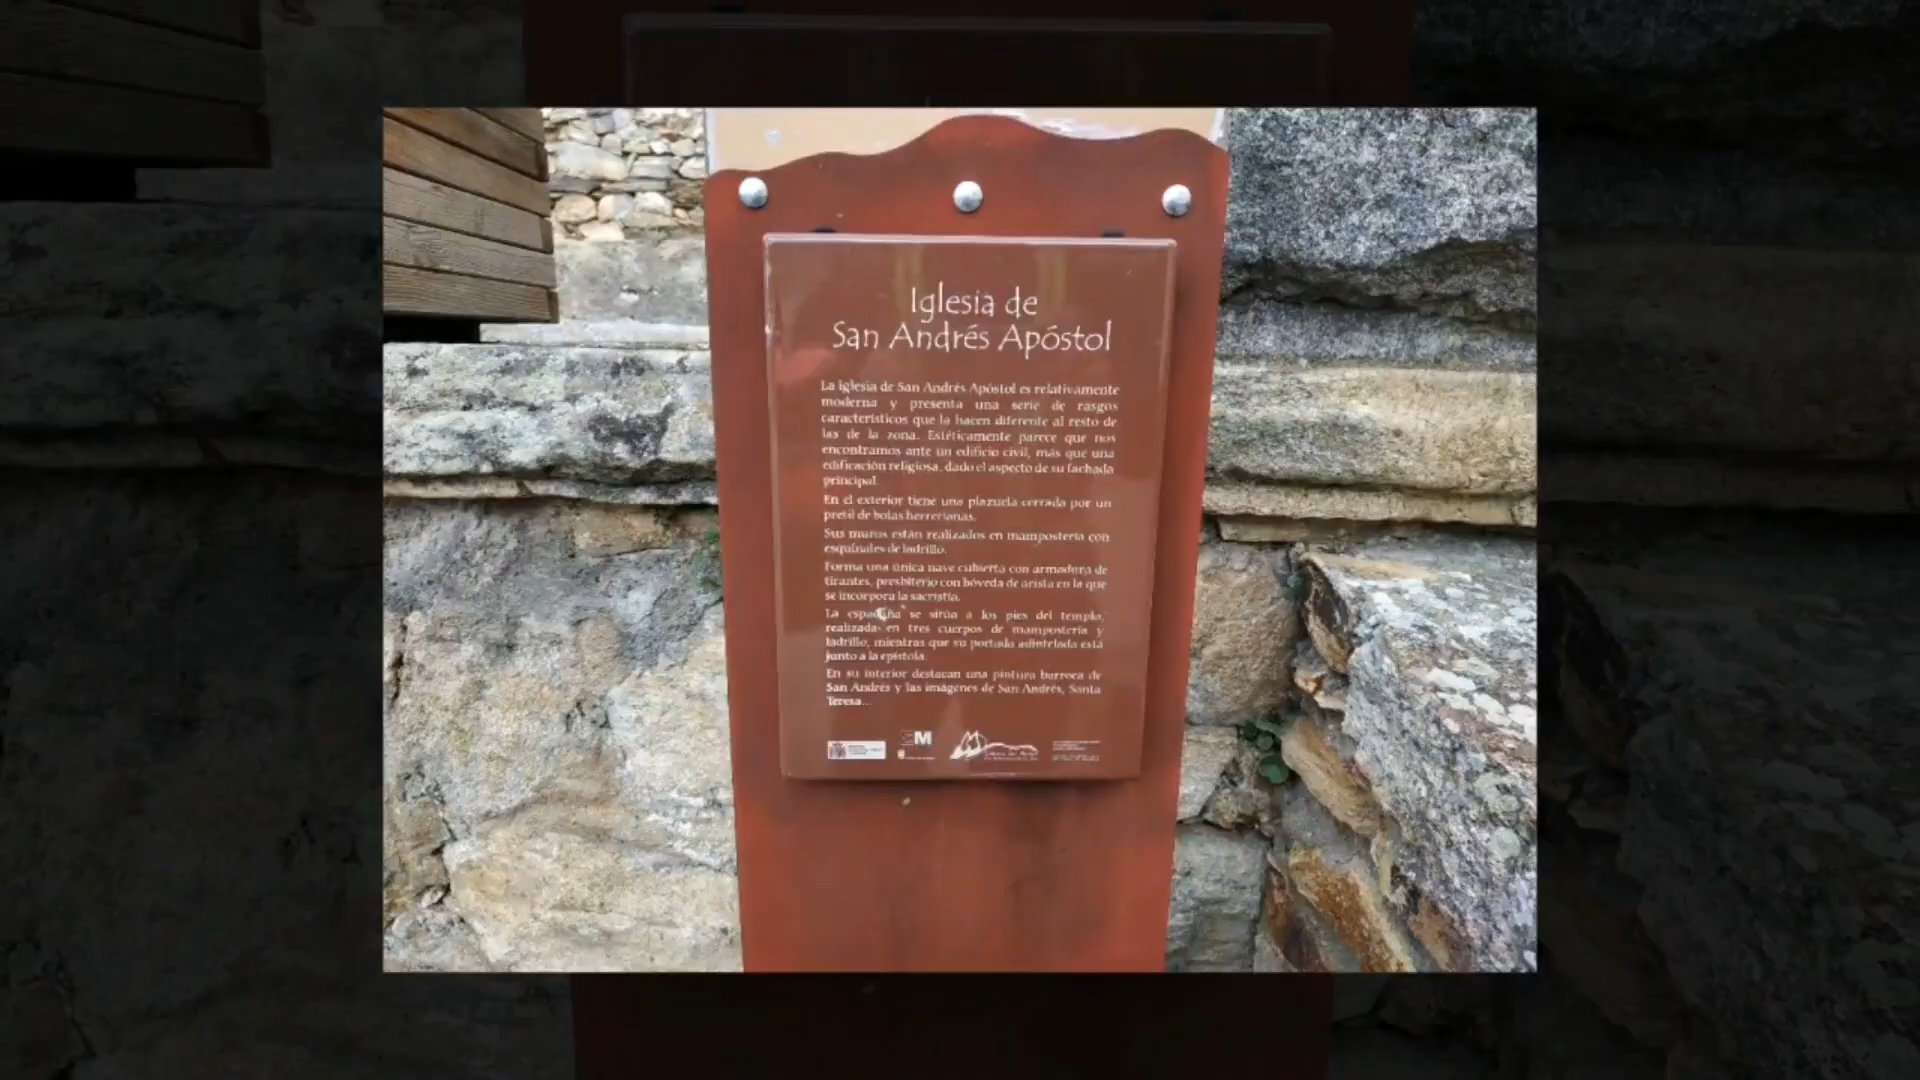 Iglesia de
San Andrés Apóstol
La Iglesia de San Andrés Apóstol es relativamente
moderna y presenta una serie de rasgos
característicos que la hacen diferente al resto de
las de la zona. Estéticamente parece que nos
encontramos ante un edificio civil, más que una
edificación religiosa, dado el aspecto de su fachada
principal.
En el exterior tiene una plazuela cerrada por un
pretil de bolas herrerianas.
Sus muros están realizados en mampostería con
esquinales de ladrillo.
Forma una única nave cubierta con armadura de
tirantes, presbiterio con bóveda de arista en la que
se incorpora la sacristía.
La espadaña se sitúa a los pies del templo,
realizada en tres cuerpos de mampostería y
ladrillo, mientras que su portada adintelada está
junto a la epístola.
En su interior destacan una pintura barroca de
San Andrés y las imágenes de San Andrés, Santa
Teresa...
M